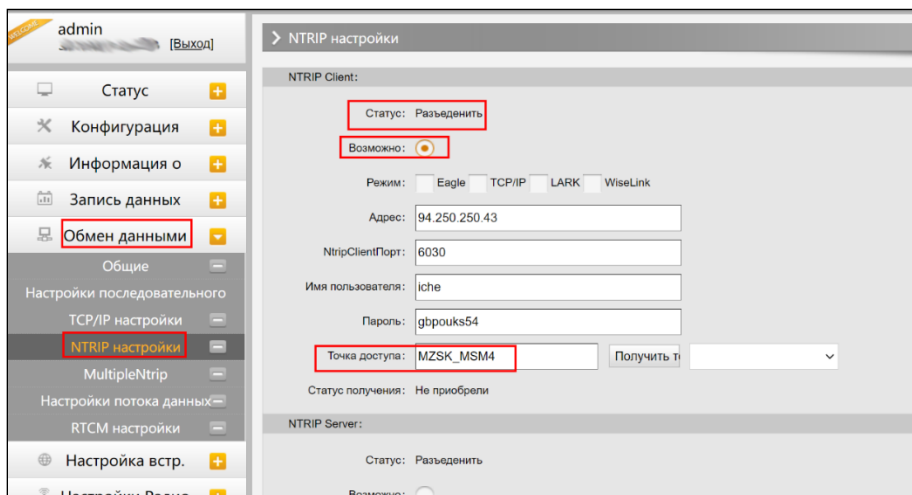 WELCOME
admin
[Выход]
Статус
Конфигурация
Информация о
Запись данных
Обмен данными
Общие
Настройки последовательного
TCP/IP настройки
NTRIP настройки
MultipleNtrip
Настройки потока данных
RTCM настройки
Настройка встр.
NTRIP настройки
NTRIP Client:
Статус: Разъеденить
Возможно:
Режим: Eagle TCP/IP LARK WiseLink
Адрес: 94.250.250.43
NtripClientПорт: 6030
Имя пользователя: iche
Пароль: gbpouks54
Точка доступа: MZSK_MSM4 Получить
Статус получения: Не приобрели
NTRIP Server:
Статус: Разъеденить
Возможно: